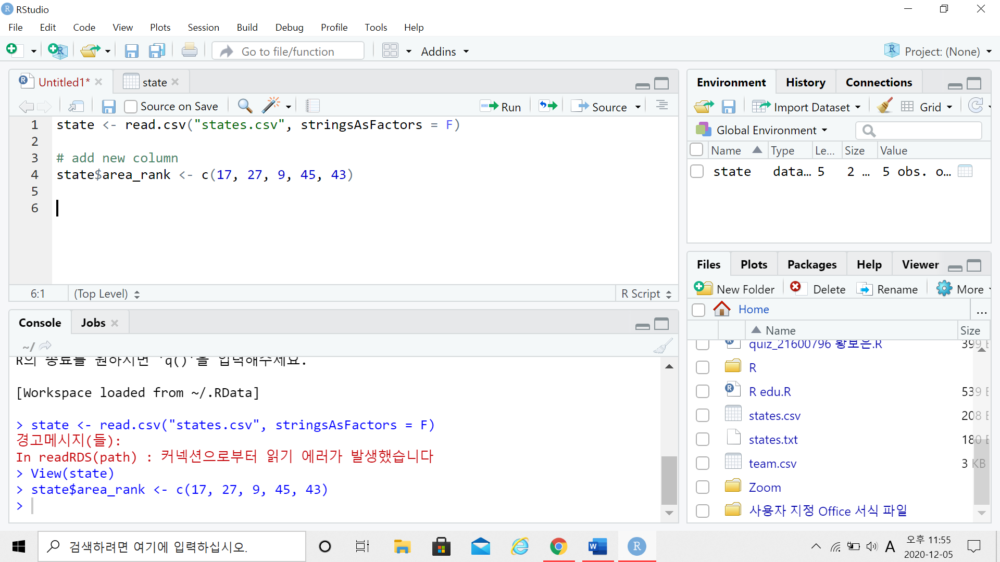 RStudio
File Edit Code View Plots Session Build Debug Profile Tools Help
Go to file/function Addins Project: (None)
Untitled1* state
Source on Save Run Source
1 state <- read.csv("states.csv", stringsAsFactors = F)
2
3 # add new column
4 state$area_rank <- c(17, 27, 9, 45, 43)
5
6
6:1 (Top Level) R Script
Console Jobs
~/
R의 종료를 원하시면 'q()'을 입력해주세요.
[Workspace loaded from ~/.RData]
> state <- read.csv("states.csv", stringsAsFactors = F)
경고메시지(들):
In readRDS(path) : 커넥션으로부터 읽기 에러가 발생했습니다
> View(state)
> state$area_rank <- c(17, 27, 9, 45, 43)
>
Environment History Connections
Import Dataset Grid
Global Environment
Name Type Le... Size Value
state data... 5 2 ... 5 obs. o...
Files Plots Packages Help Viewer
New Folder Delete Rename More
Home ...
Name Size
quiz_21600796 황보은.R 399
R
R edu.R 539
states.csv 208
states.txt 180
team.csv 3 KB
Zoom
사용자 지정 Office 서식 파일
검색하려면 여기에 입력하십시오.
A 오후 11:55
2020-12-05